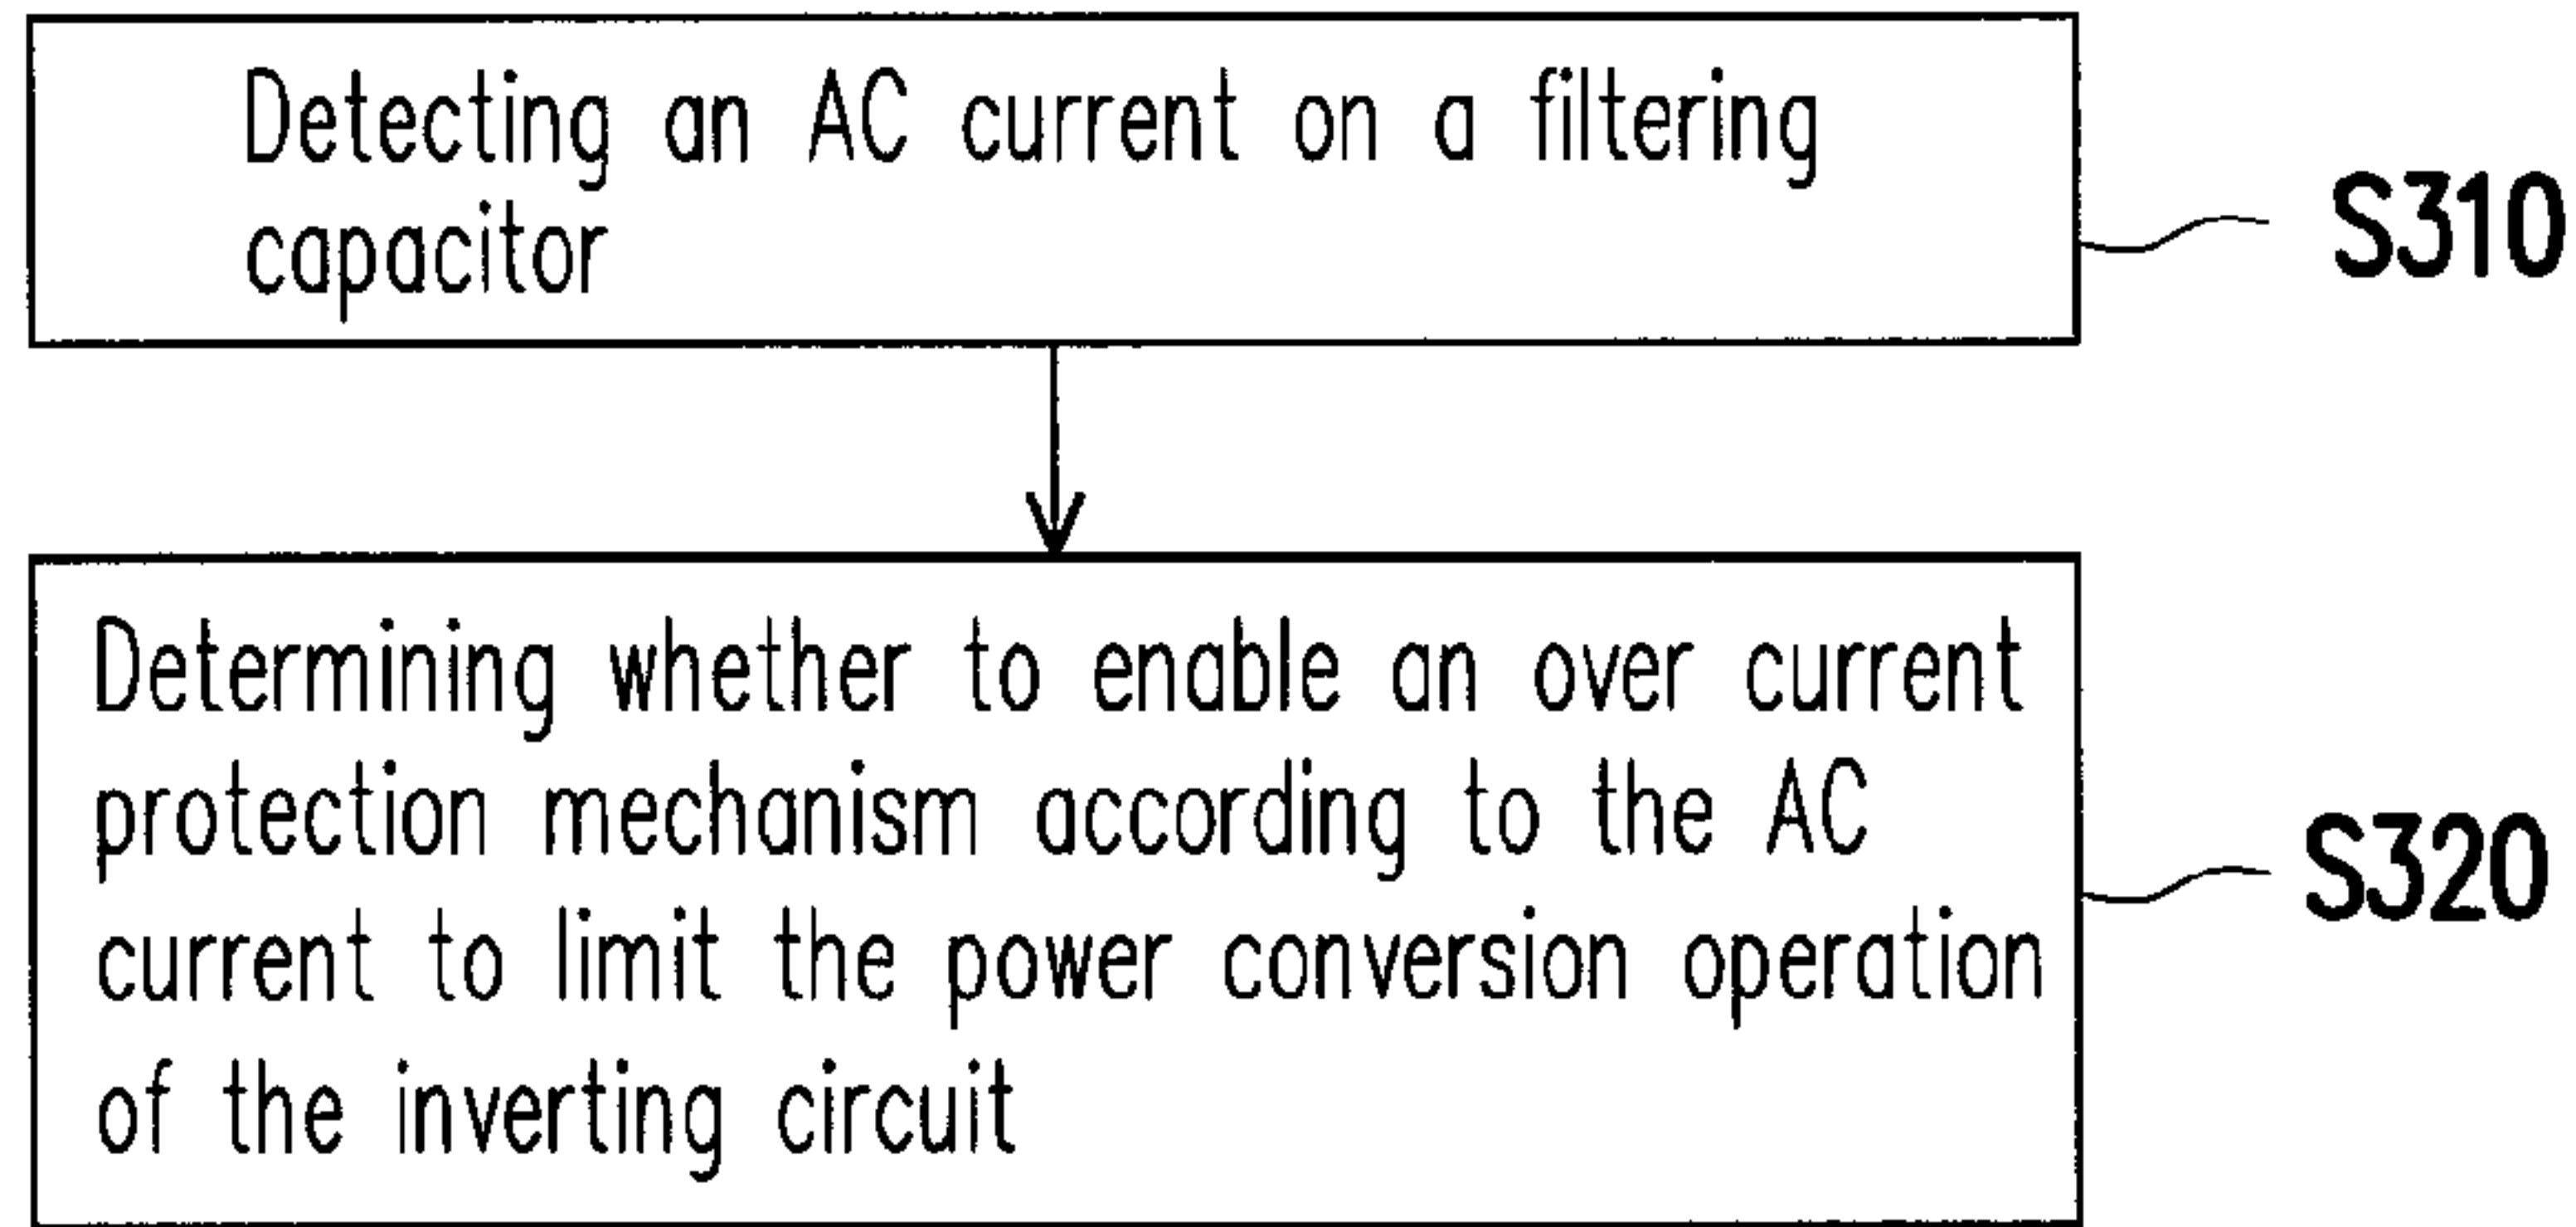 Detecting an AC current on a filtering
capacitor
S310
Determining whether to enable an over current
protection mechanism according to the AC
current to limit the power conversion operation
of the inverting circuit
S320